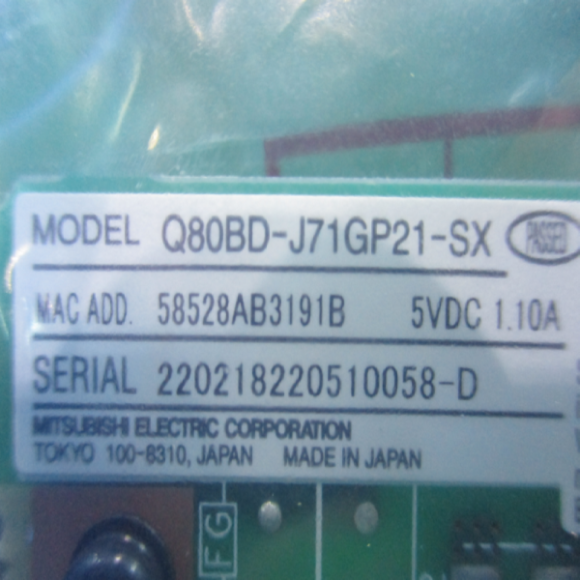 MODEL Q80BD-J71GP21-SX PASSED
MAC ADD. 58528AB3191B 5VDC 1.10A
SERIAL 220218220510058-D
MITSUBISHI ELECTRIC CORPORATION
TOKYO 100-8310, JAPAN MADE IN JAPAN
FG